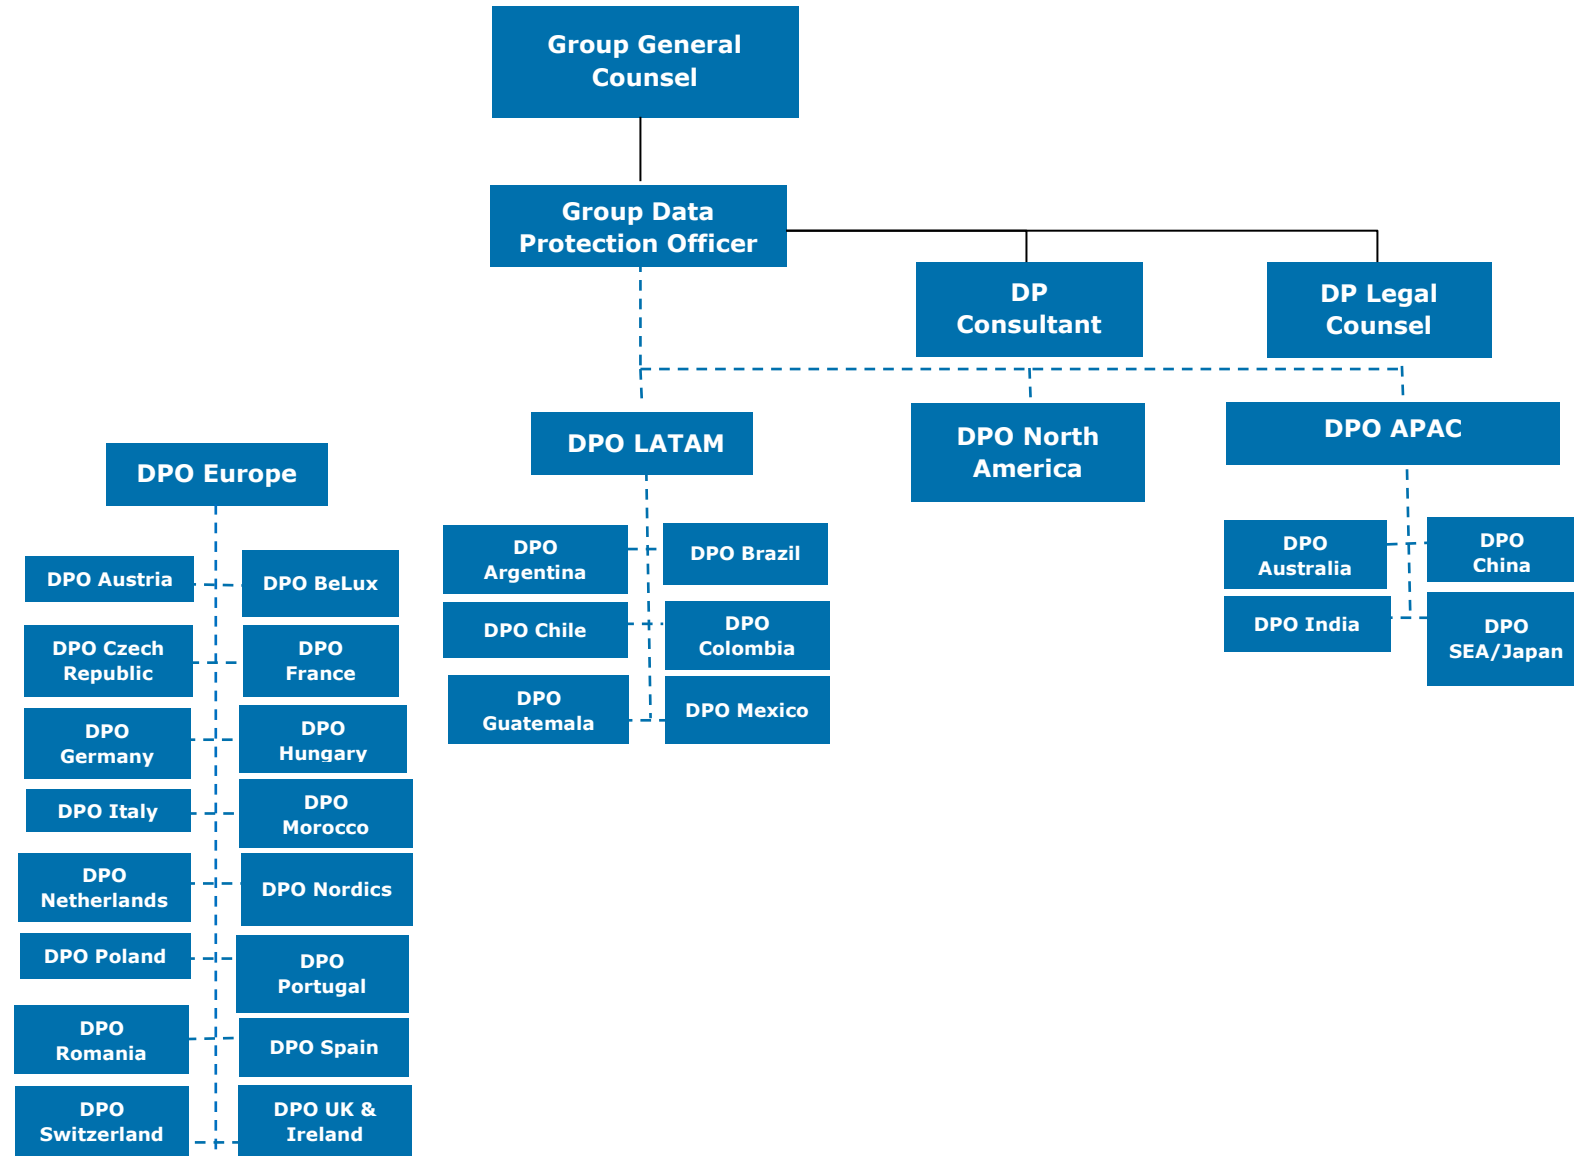 Group General
Counsel
Group Data
Protection Officer
DP
Consultant
DP Legal
Counsel
DPO Europe
DPO LATAM
DPO North
America
DPO APAC
DPO Austria
DPO BeLux
DPO Czech
Republic
DPO
France
DPO
Germany
DPO
Hungary
DPO Italy
DPO
Morocco
DPO
Netherlands
DPO Nordics
DPO Poland
DPO
Portugal
DPO
Romania
DPO Spain
DPO
Switzerland
DPO UK &
Ireland
DPO
Argentina
DPO Brazil
DPO Chile
DPO
Colombia
DPO
Guatemala
DPO Mexico
DPO
Australia
DPO
China
DPO India
DPO
SEA/Japan